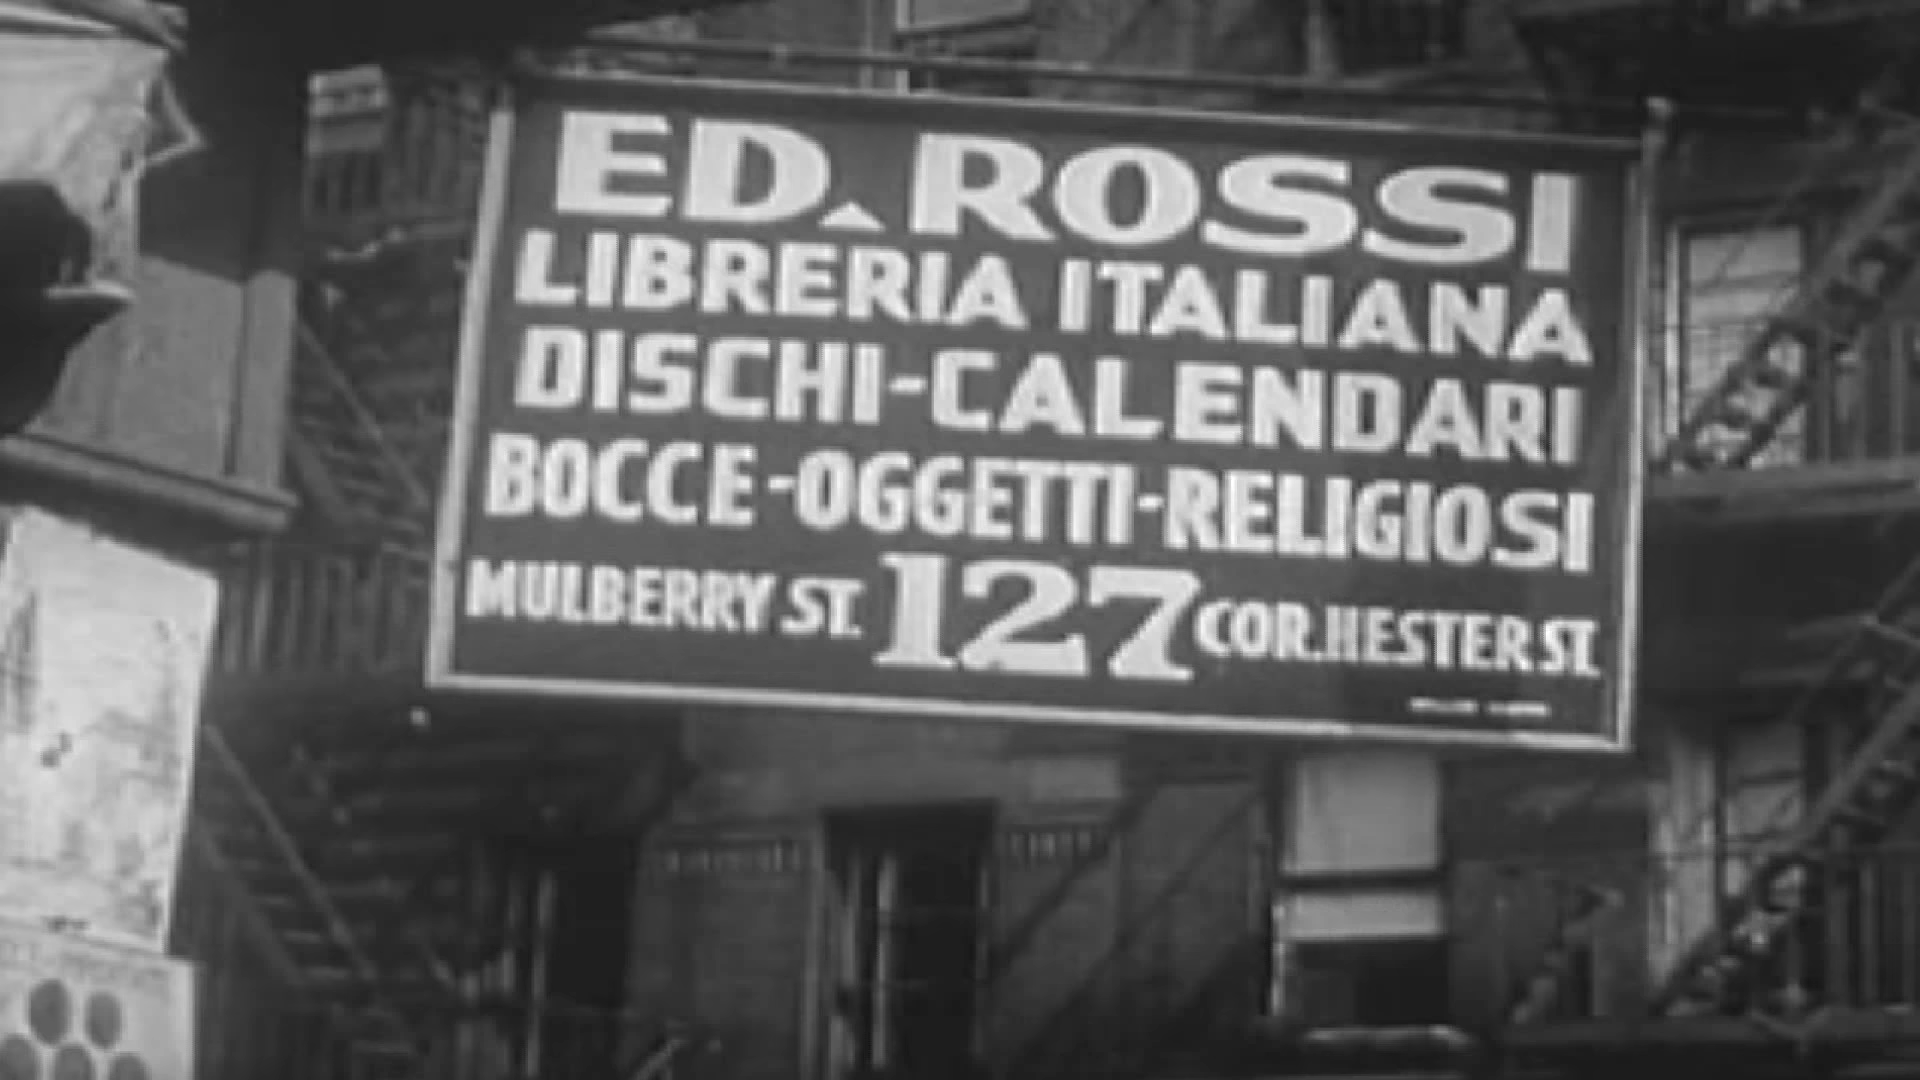 ED. ROSSI
LIBRERIA ITALIANA
DISCHI-CALENDARI
BOCCE-OGGETTI-RELIGIOSI
MULBERRY ST. 127 COR. HESTER ST.